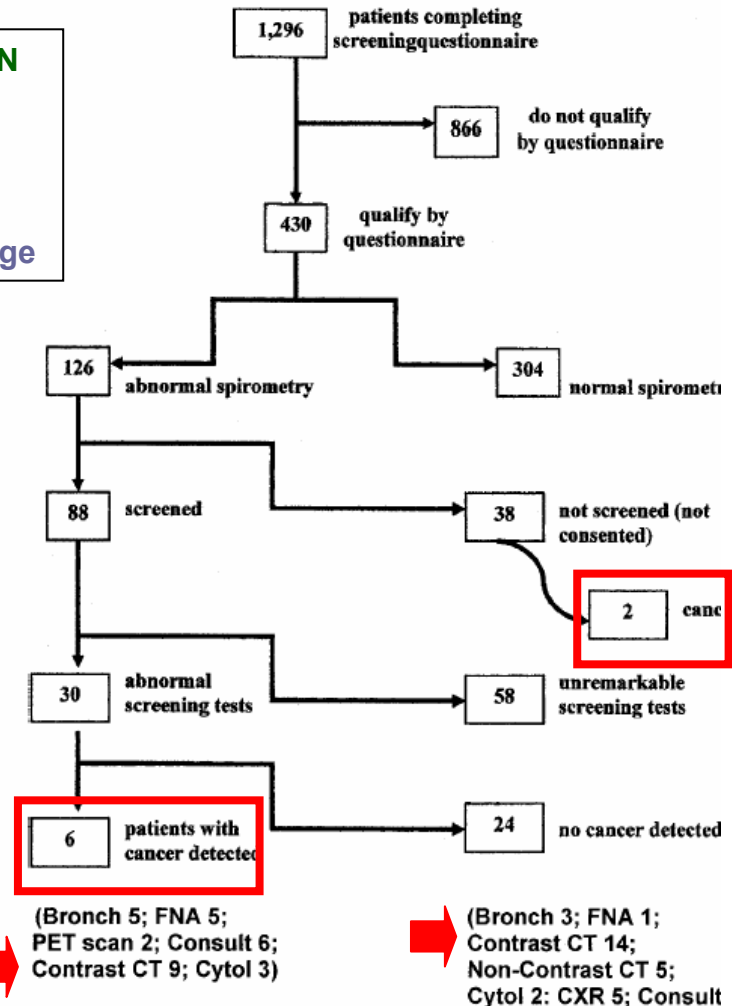 N
ge
1,296
patients completing
screeningquestionnaire
866
do not qualify
by questionnaire
430
qualify by
questionnaire
126
abnormal spirometry
304
normal spirometr
88
screened
38
not screened (not
consented)
2
canc
30
abnormal
screening tests
58
unremarkable
screening tests
6
patients with
cancer detected
24
no cancer detected
(Bronch 5; FNA 5;
PET scan 2; Consult 6;
Contrast CT 9; Cytol 3)
(Bronch 3; FNA 1;
Contrast CT 14;
Non-Contrast CT 5;
Cytol 2; CXR 5; Consult